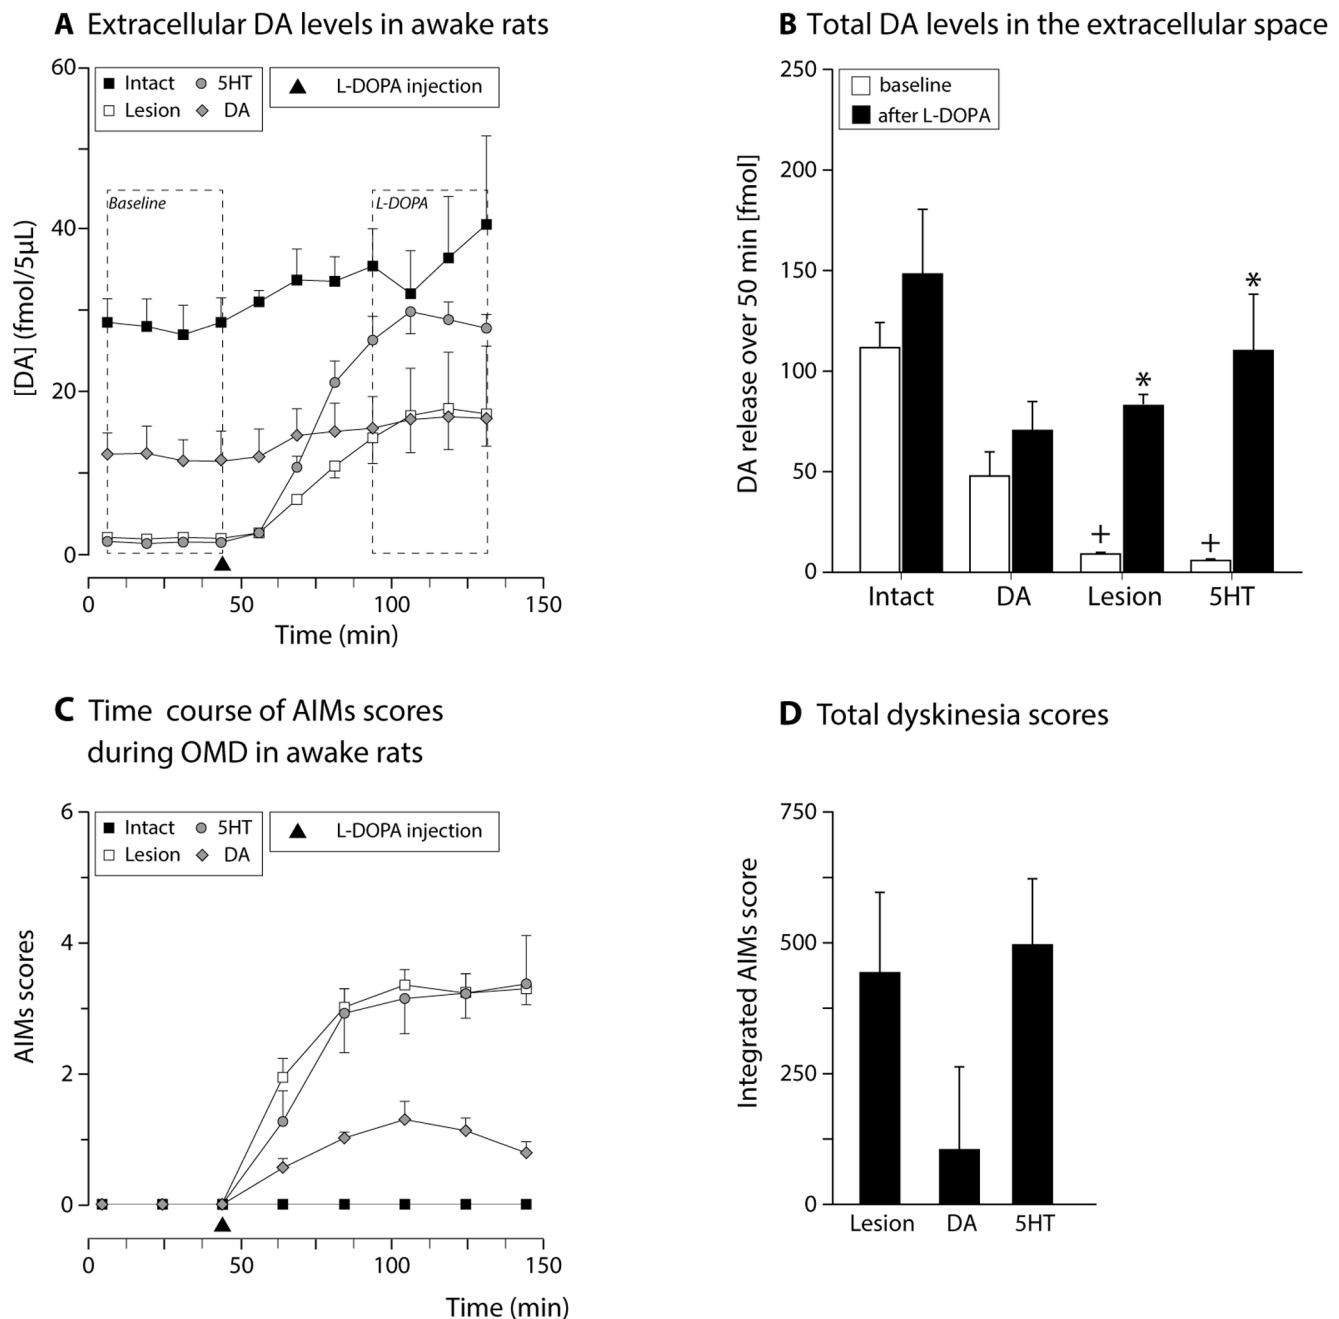 A Extracellular DA levels in awake rats
60
40
20
0
[DA] (fmol/5µL)
Intact 5HT
Lesion DA
L-DOPA injection
Baseline
L-DOPA
0 50 100 150
Time (min)
B Total DA levels in the extracellular space
250
200
150
100
50
0
DA release over 50 min [fmol]
baseline
after L-DOPA
+ * + *
Intact DA Lesion 5HT
C Time course of AIMs scores
during OMD in awake rats
6
4
2
0
AIMs scores
Intact 5HT
Lesion DA
L-DOPA injection
0 50 100 150
Time (min)
D Total dyskinesia scores
750
500
250
0
Integrated AIMs score
Lesion DA 5HT